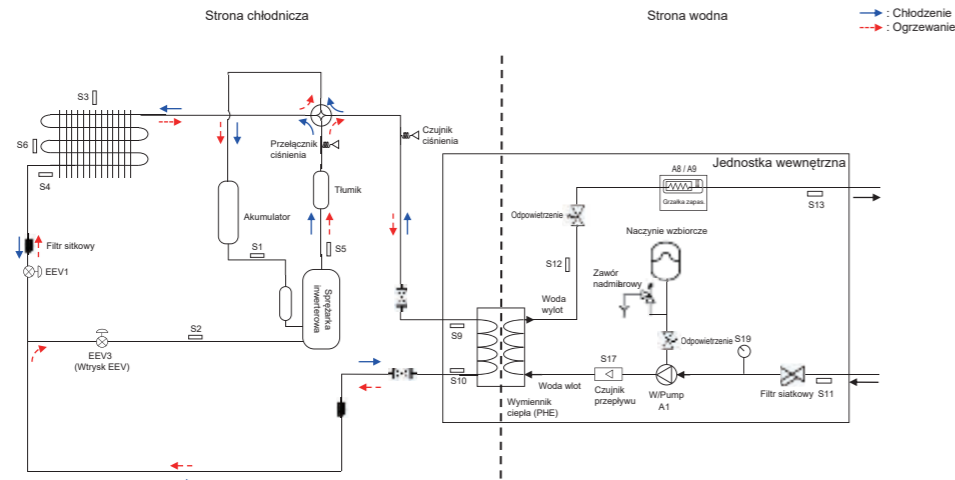 Strona chłodnicza
Strona wodna
: Chłodzenie
: Ogrzewanie
S3
S6
S4
Przełącznik
ciśnienia
Czujnik
ciśnienia
Jednostka wewnętrzna
A8 / A9
Grzałka zapas.
S13
Tłumik
Akumulator
Odpowietrzenie
Naczynie wzbiorcze
Filtr sitkowy
S1
S5
S12
Zawór
nadmiarowy
EEV1
Sprężarka
inwerterowa
Woda
wylot
S2
S9
Odpowietrzenie
S19
EEV3
(Wtrysk EEV)
S17
S10
Woda wlot
Czujnik
przepływu
W/Pump
A1
Filtr siatkowy
S11
Wymiennik
ciepła (PHE)